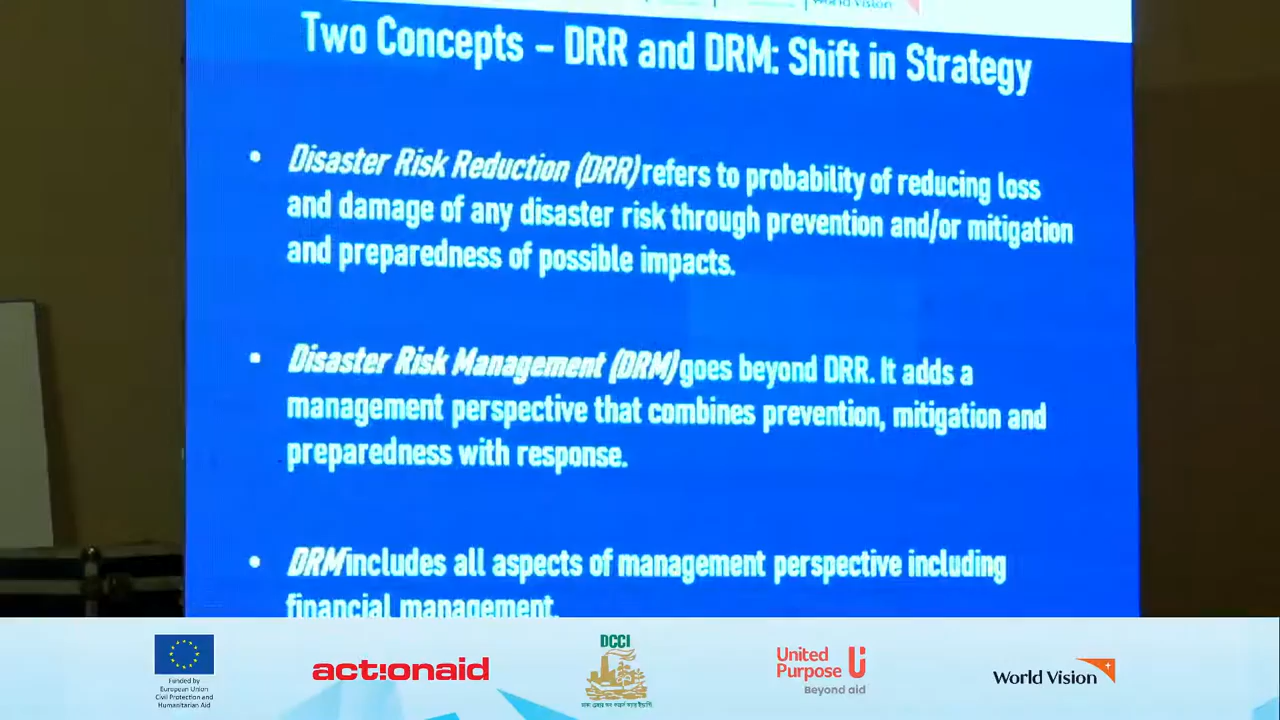 World Vision
Two Concepts – DRR and DRM: Shift in Strategy
• Disaster Risk Reduction (DRR) refers to probability of reducing loss
and damage of any disaster risk through prevention and/or mitigation
and preparedness of possible impacts.
• Disaster Risk Management (DRM) goes beyond DRR. It adds a
management perspective that combines prevention, mitigation and
preparedness with response.
• DRM includes all aspects of management perspective including
financial management.
Funded by
European Union
Civil Protection and
Humanitarian Aid
act!onaid
DCCI
United
Purpose
Beyond aid
World Vision